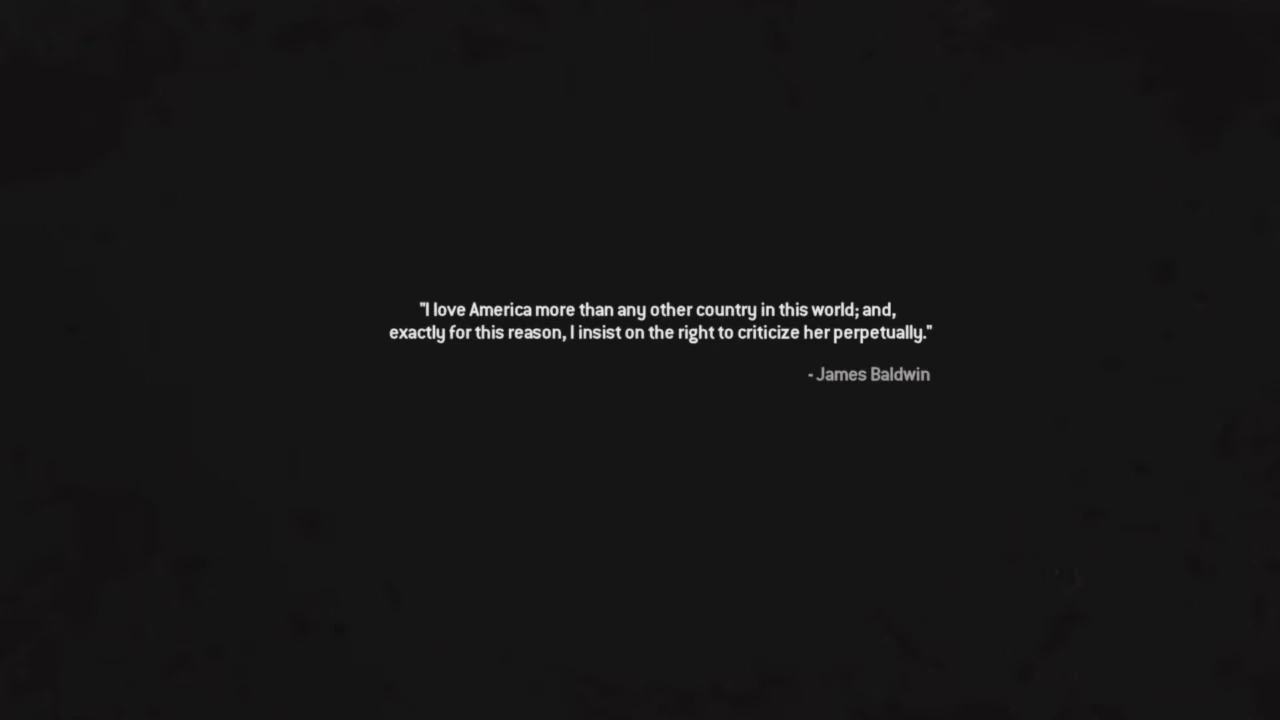 "I love America more than any other country in this world; and,
exactly for this reason, I insist on the right to criticize her perpetually."
- James Baldwin